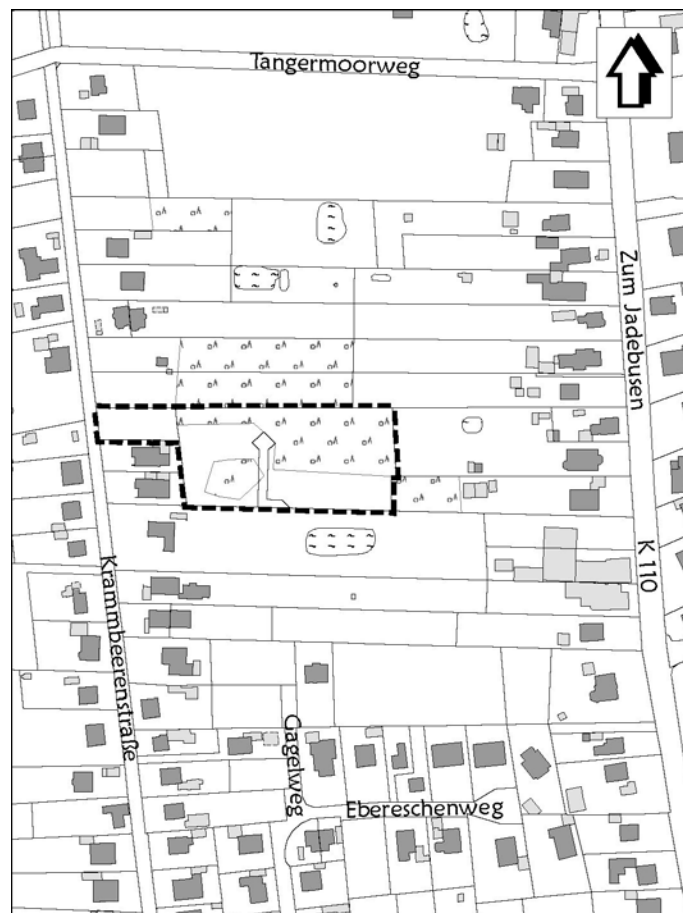 Tangermoorweg
Zum Jadebusen
K 110
Krammbeerenstraße
Gagelweg
Ebereschenweg